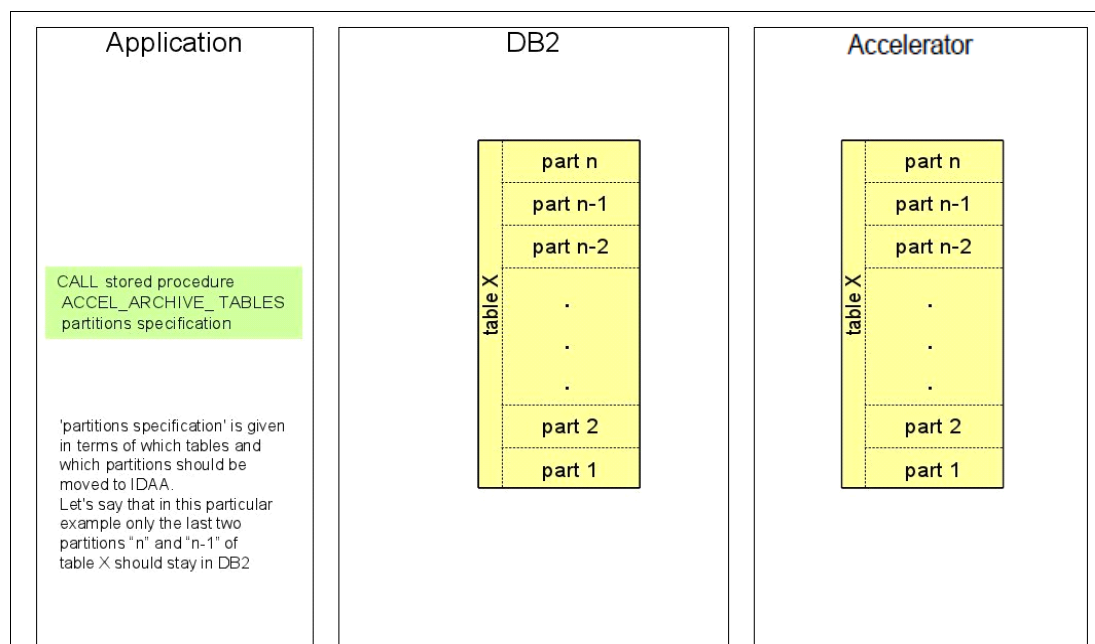 Application
CALL stored procedure
ACCEL_ARCHIVE_ TABLES
partitions specification
'partitions specification' is given
in terms of which tables and
which partitions should be
moved to IDAA.
Let's say that in this particular
example only the last two
partitions “n” and “n-1” of
table X should stay in DB2
DB2
table X
part n
part n-1
part n-2
.
.
.
part 2
part 1
Accelerator
table X
part n
part n-1
part n-2
.
.
.
part 2
part 1